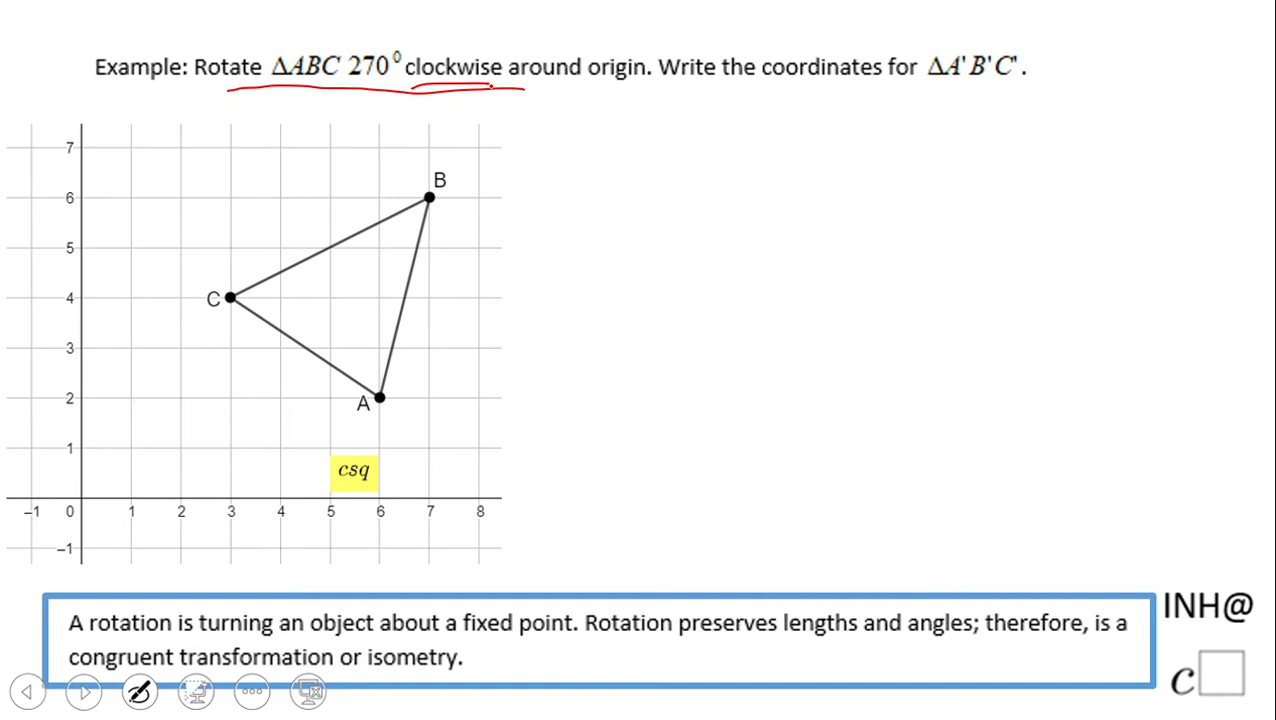 Example: Rotate ΔABC 270⁰ clockwise around origin. Write the coordinates for ΔA'B'C'.
7
B
6
5
C
4
3
2
A
1
csq
−1 0 1 2 3 4 5 6 7 8
−1
A rotation is turning an object about a fixed point. Rotation preserves lengths and angles; therefore, is a
congruent transformation or isometry.
INH@
c